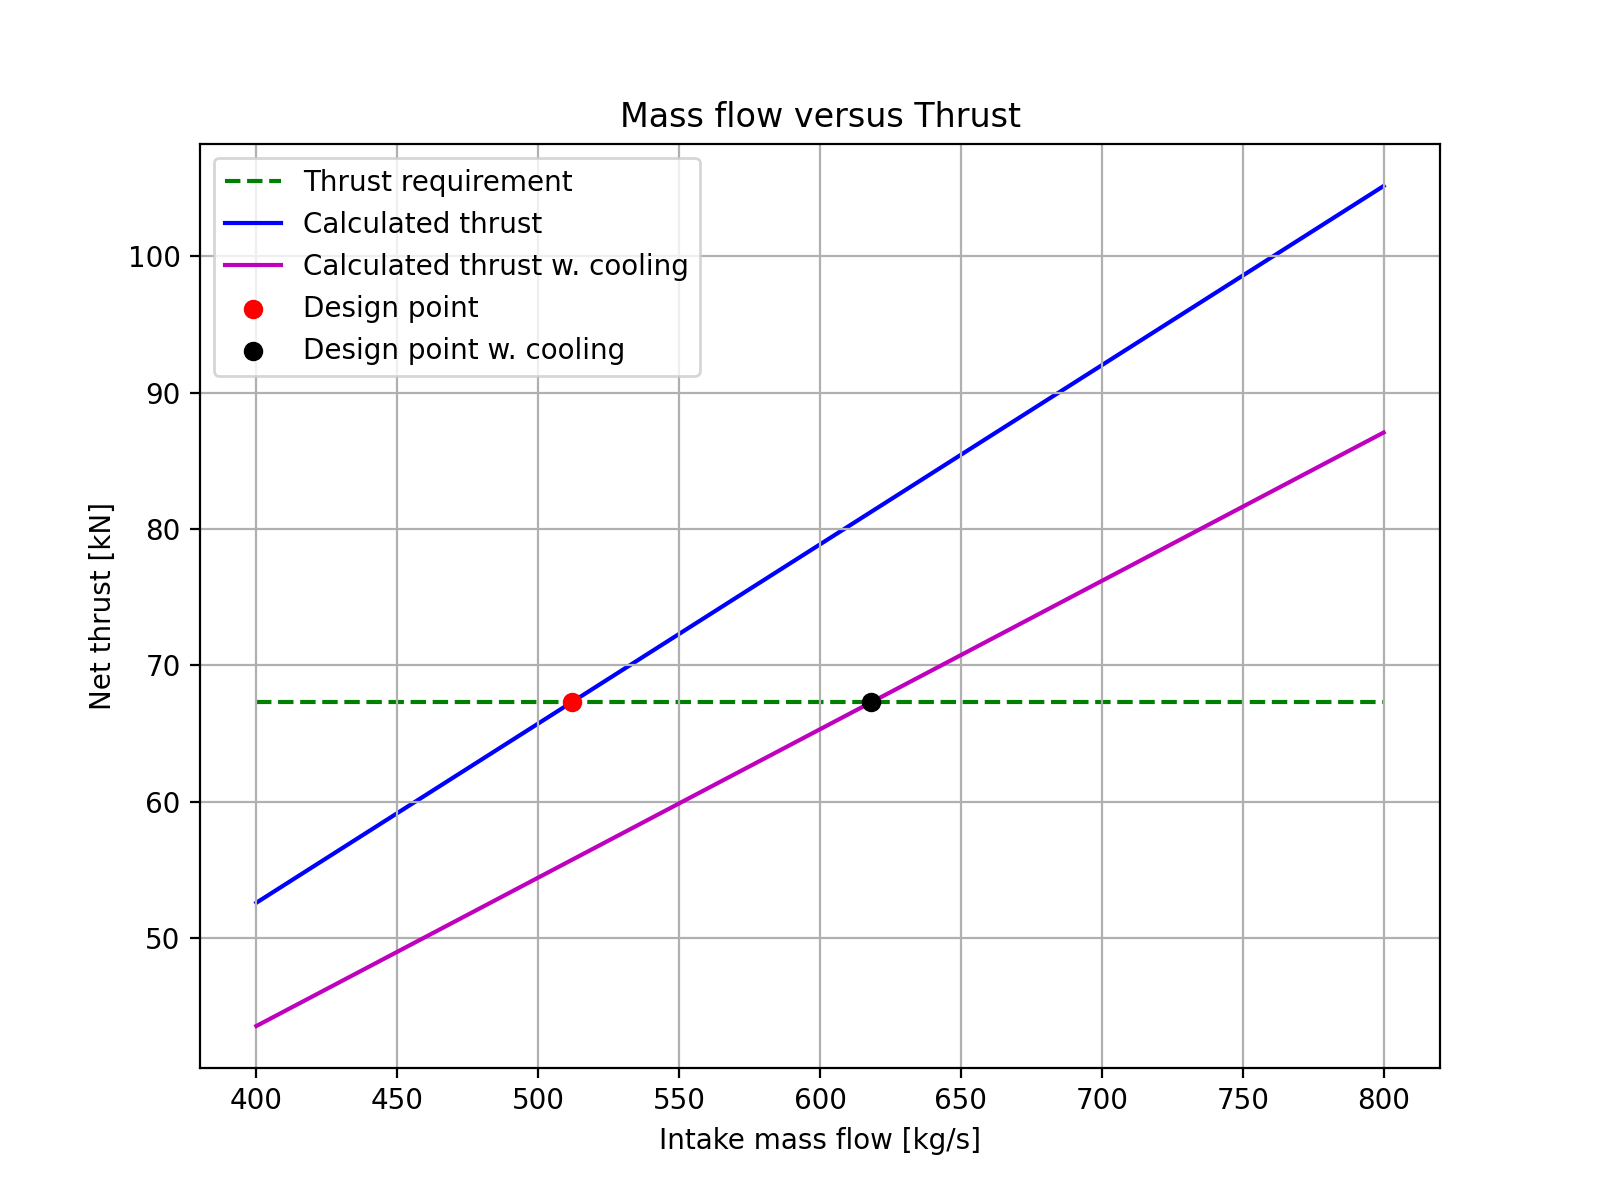 Mass flow versus Thrust
Thrust requirement
Calculated thrust
Calculated thrust w. cooling
Design point
Design point w. cooling
100
90
80
70
60
50
Net thrust [kN]
400 450 500 550 600 650 700 750 800
Intake mass flow [kg/s]